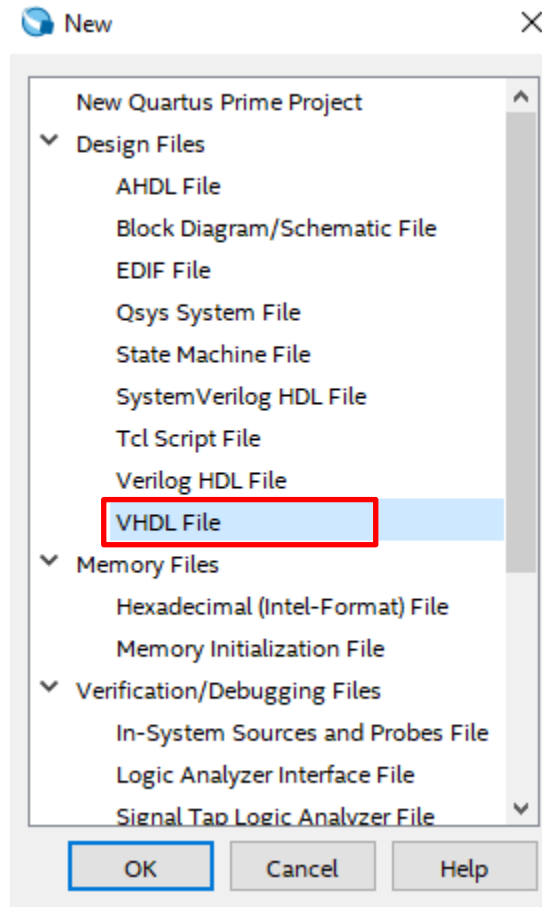 New
New Quartus Prime Project
Design Files
AHDL File
Block Diagram/Schematic File
EDIF File
Qsys System File
State Machine File
SystemVerilog HDL File
Tcl Script File
Verilog HDL File
VHDL File
Memory Files
Hexadecimal (Intel-Format) File
Memory Initialization File
Verification/Debugging Files
In-System Sources and Probes File
Logic Analyzer Interface File
Signal Tap Logic Analyzer File
OK Cancel Help